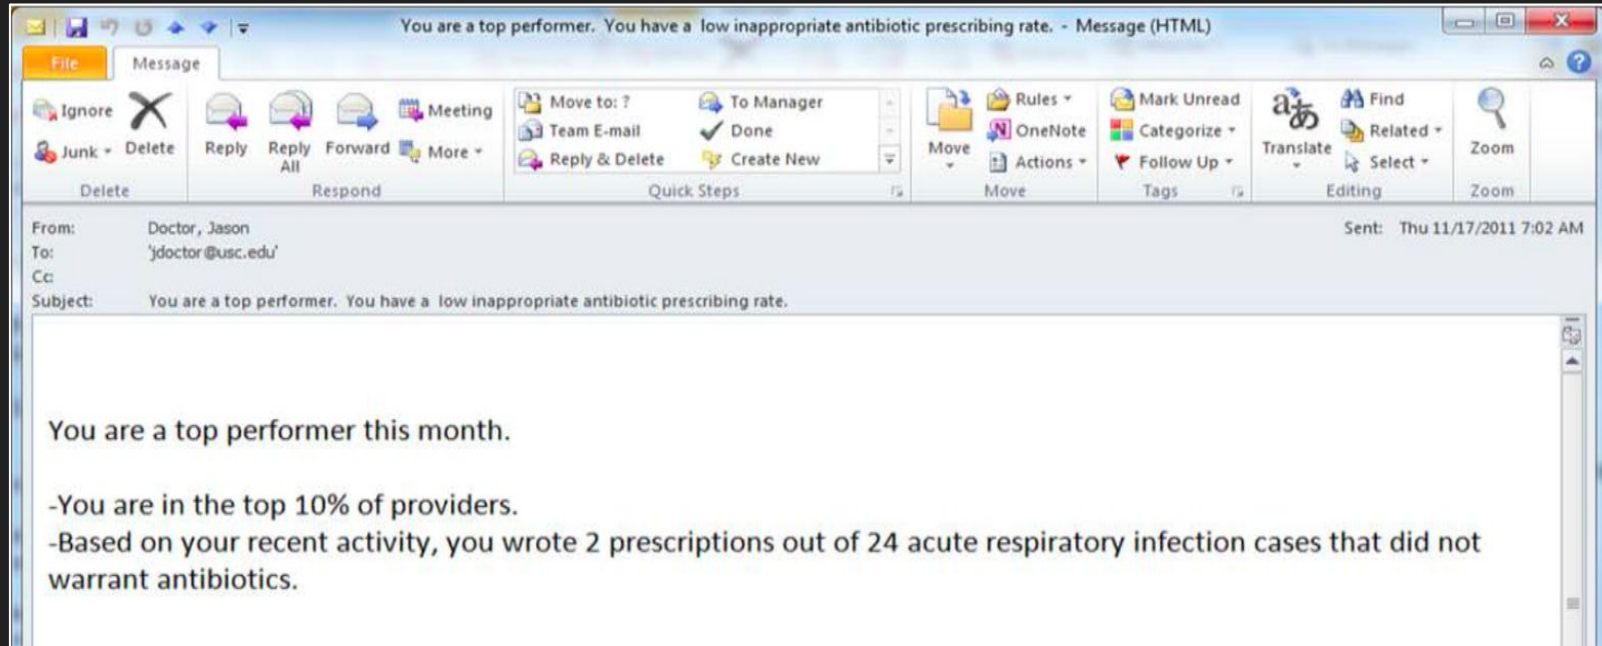 You are a top performer. You have a low inappropriate antibiotic prescribing rate. - Message (HTML)
File Message
Ignore Delete Reply Reply All Forward Meeting Move to: ? To Manager Move Rules Mark Unread Translate Find Zoom
Junk More Team E-mail Done OneNote Categorize Related
Reply & Delete Create New Actions Follow Up Select
Delete Respond Quick Steps Move Tags Editing Zoom
From: Doctor, Jason Sent: Thu 11/17/2011 7:02 AM
To: 'jdoctor@usc.edu'
Cc:
Subject: You are a top performer. You have a low inappropriate antibiotic prescribing rate.
You are a top performer this month.
-You are in the top 10% of providers.
-Based on your recent activity, you wrote 2 prescriptions out of 24 acute respiratory infection cases that did not
warrant antibiotics.